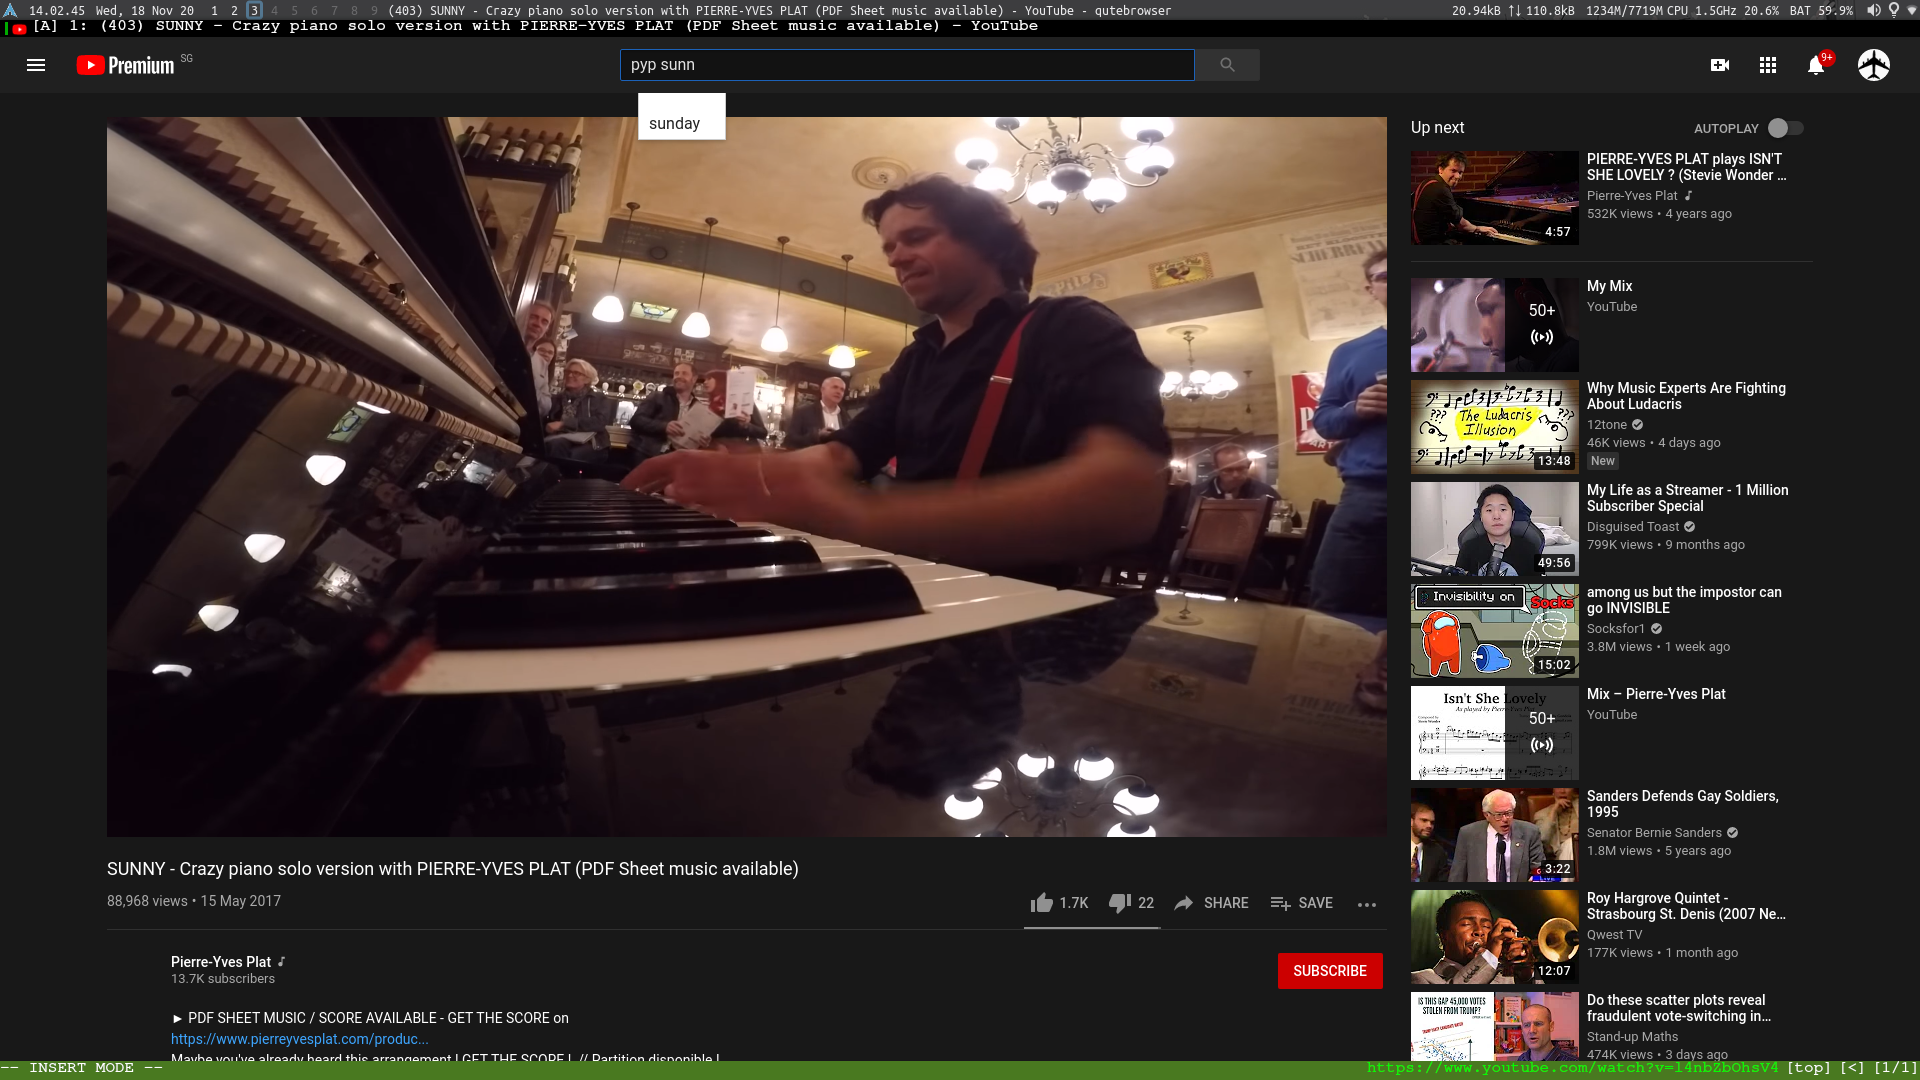 14.02.45 Wed, 18 Nov 20 1 2 3 4 5 6 7 8 9 (403) SUNNY - Crazy piano solo version with PIERRE-YVES PLAT (PDF Sheet music available) - YouTube - qutebrowser
20.94kB ↑↓ 110.8kB 1234M/7719M CPU 1.5GHz 20.6% BAT 59.9%
[A] 1: (403) SUNNY - Crazy piano solo version with PIERRE-YVES PLAT (PDF Sheet music available) - YouTube
Premium SG
pyp sunn
9+
sunday
SUNNY - Crazy piano solo version with PIERRE-YVES PLAT (PDF Sheet music available)
88,968 views • 15 May 2017
1.7K 22 SHARE SAVE
Pierre-Yves Plat
13.7K subscribers
SUBSCRIBE
► PDF SHEET MUSIC / SCORE AVAILABLE - GET THE SCORE on
https://www.pierreyvesplat.com/produc...
Maybe you've already heard this arrangement ! GET THE SCORE ! // Partition disponible !
Up next
AUTOPLAY
4:57
PIERRE-YVES PLAT plays ISN'T
SHE LOVELY ? (Stevie Wonder ...
Pierre-Yves Plat
532K views • 4 years ago
50+
My Mix
YouTube
The Ludacris
Illusion
13:48
Why Music Experts Are Fighting
About Ludacris
12tone
46K views • 4 days ago
New
49:56
My Life as a Streamer - 1 Million
Subscriber Special
Disguised Toast
799K views • 9 months ago
Invisibility on
Socks
15:02
among us but the impostor can
go INVISIBLE
Socksfor1
3.8M views • 1 week ago
Isn't She Lovely
50+
Mix – Pierre-Yves Plat
YouTube
3:22
Sanders Defends Gay Soldiers,
1995
Senator Bernie Sanders
1.8M views • 5 years ago
12:07
Roy Hargrove Quintet -
Strasbourg St. Denis (2007 Ne...
Qwest TV
177K views • 1 month ago
IS THIS GAP 45,000 VOTES
STOLEN FROM TRUMP?
Do these scatter plots reveal
fraudulent vote-switching in...
Stand-up Maths
474K views • 3 days ago
-- INSERT MODE --
https://www.youtube.com/watch?v=l4nbZbOhsV4 [top] [<] [1/1]